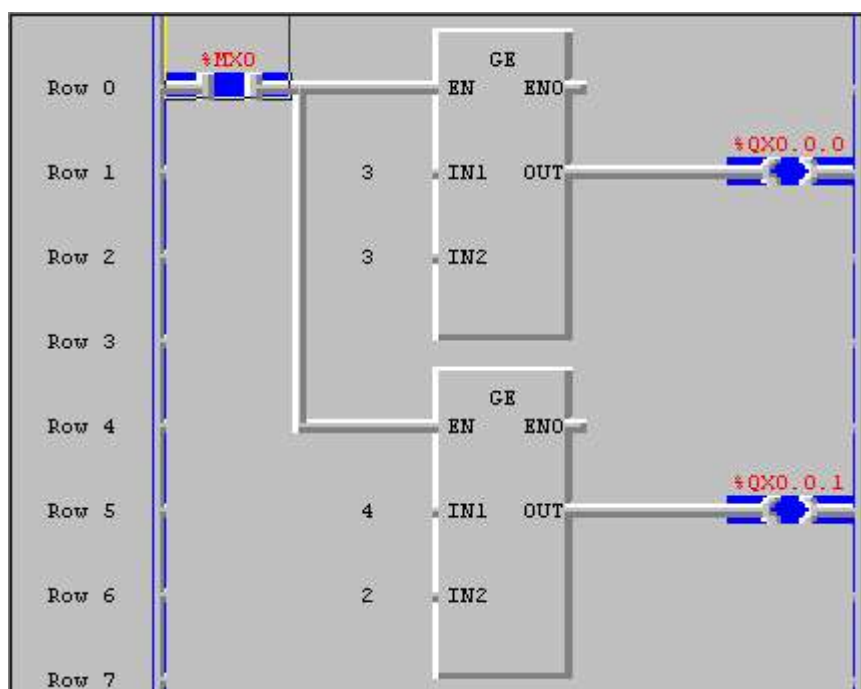 %MX0
GE
Row 0 EN ENO
%QX0.0.0
Row 1 3 IN1 OUT
Row 2 3 IN2
Row 3
GE
Row 4 EN ENO
%QX0.0.1
Row 5 4 IN1 OUT
Row 6 2 IN2
Row 7